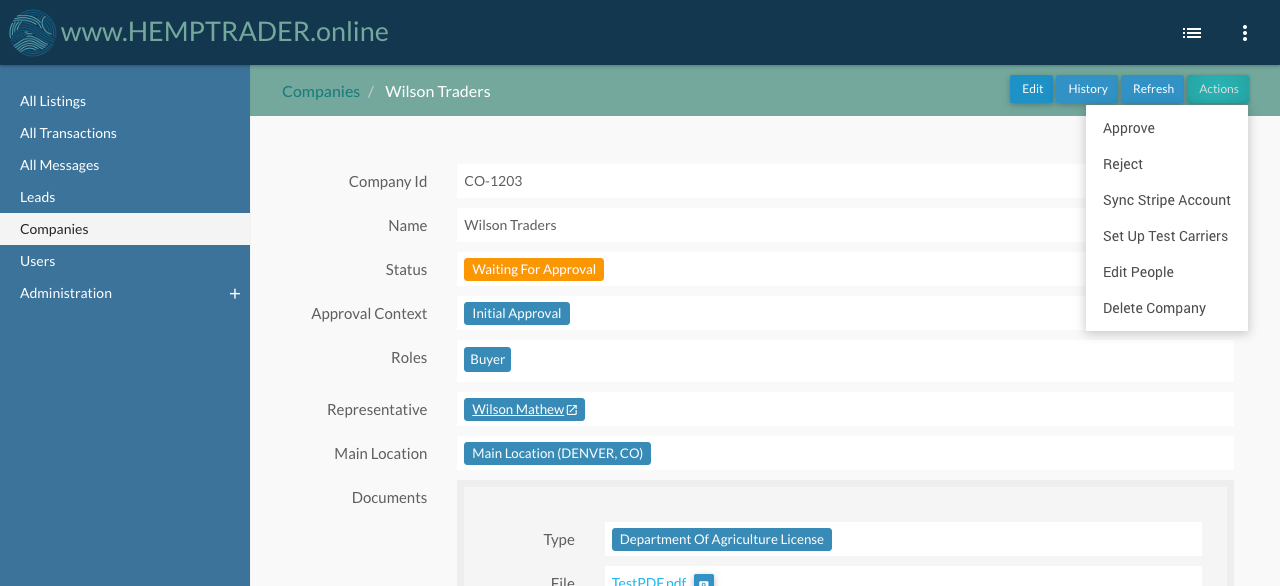 www.HEMPTRADER.online
All Listings
All Transactions
All Messages
Leads
Companies
Users
Administration +
Companies / Wilson Traders
Edit History Refresh Actions
Approve
Reject
Sync Stripe Account
Set Up Test Carriers
Edit People
Delete Company
Company Id CO-1203
Name Wilson Traders
Status Waiting For Approval
Approval Context Initial Approval
Roles Buyer
Representative Wilson Mathew
Main Location Main Location (DENVER, CO)
Documents
Type Department Of Agriculture License
File TestPDF.pdf